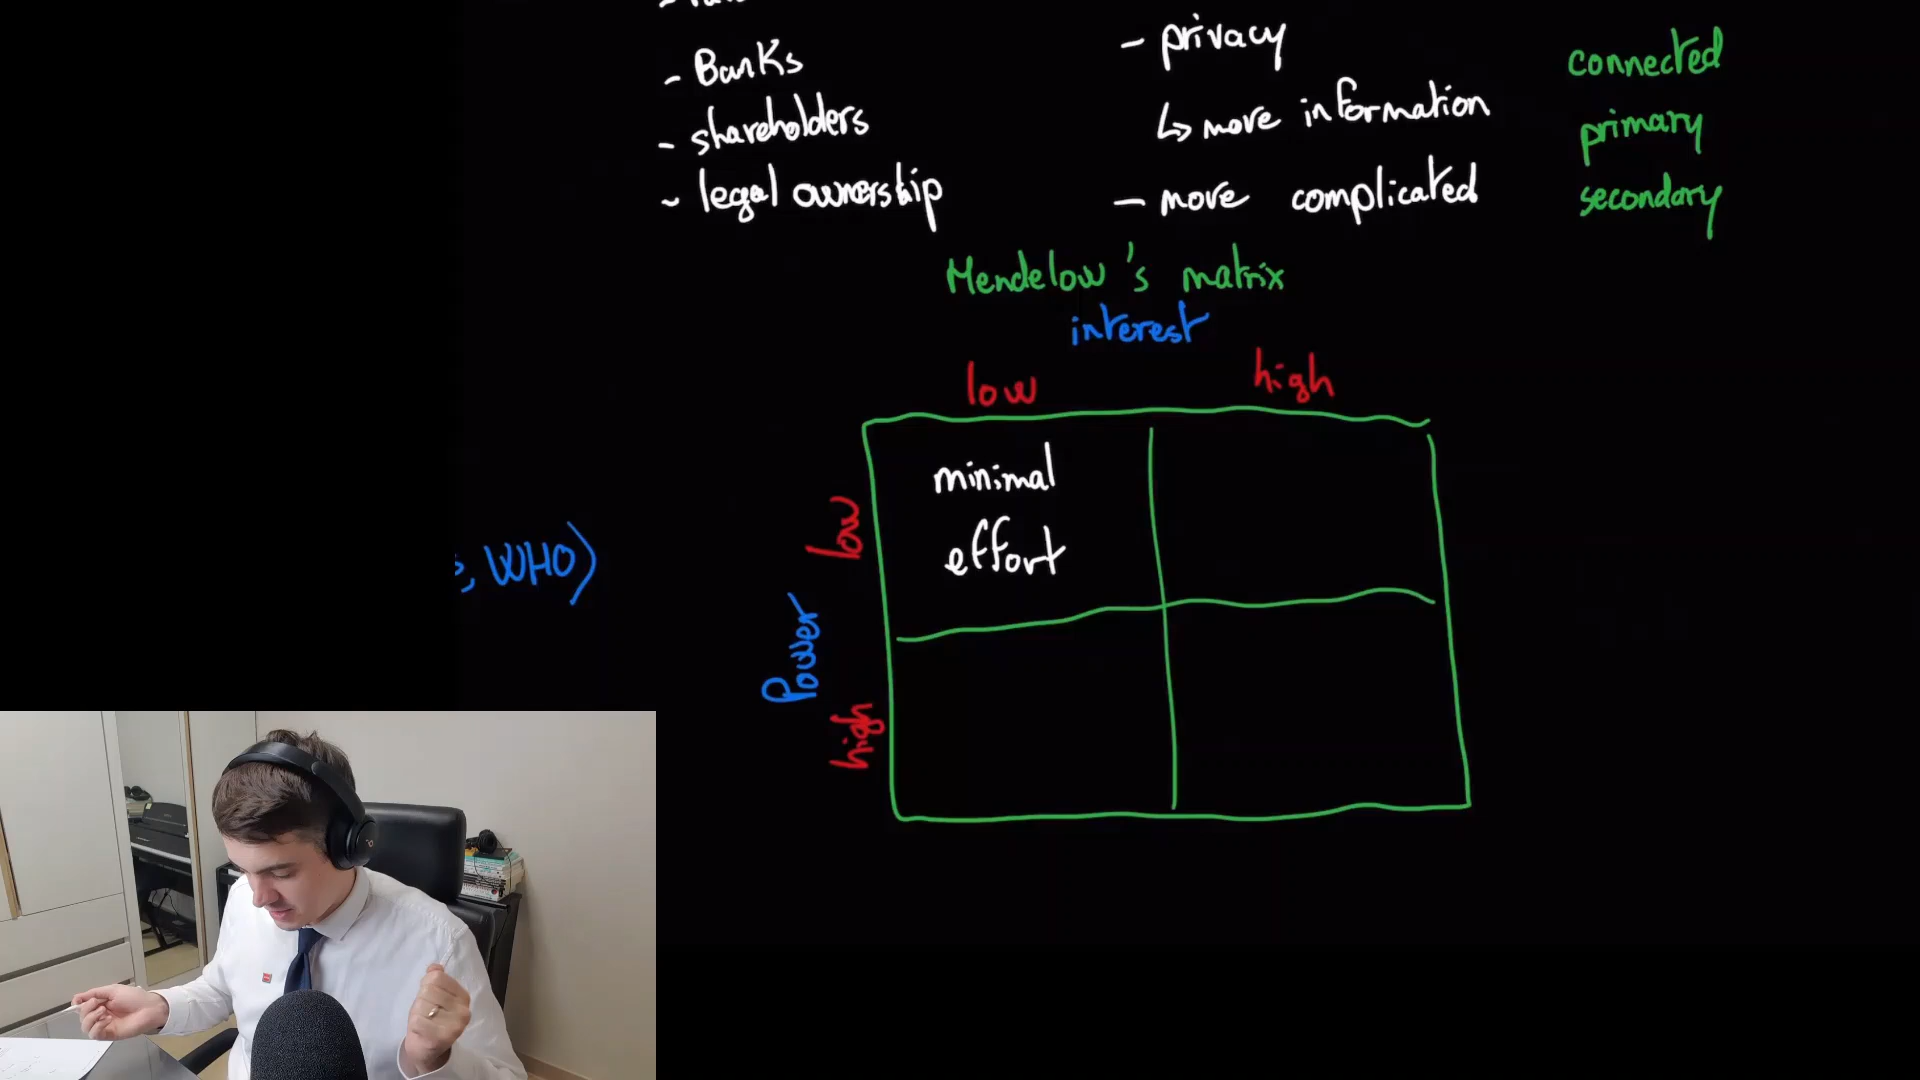 - Banks
- shareholders
- legal ownership
- privacy
↳ more information
- more complicated
connected
primary
secondary
Mendelow's matrix
interest
low
high
minimal
effort
low
Power
high
, WHO)